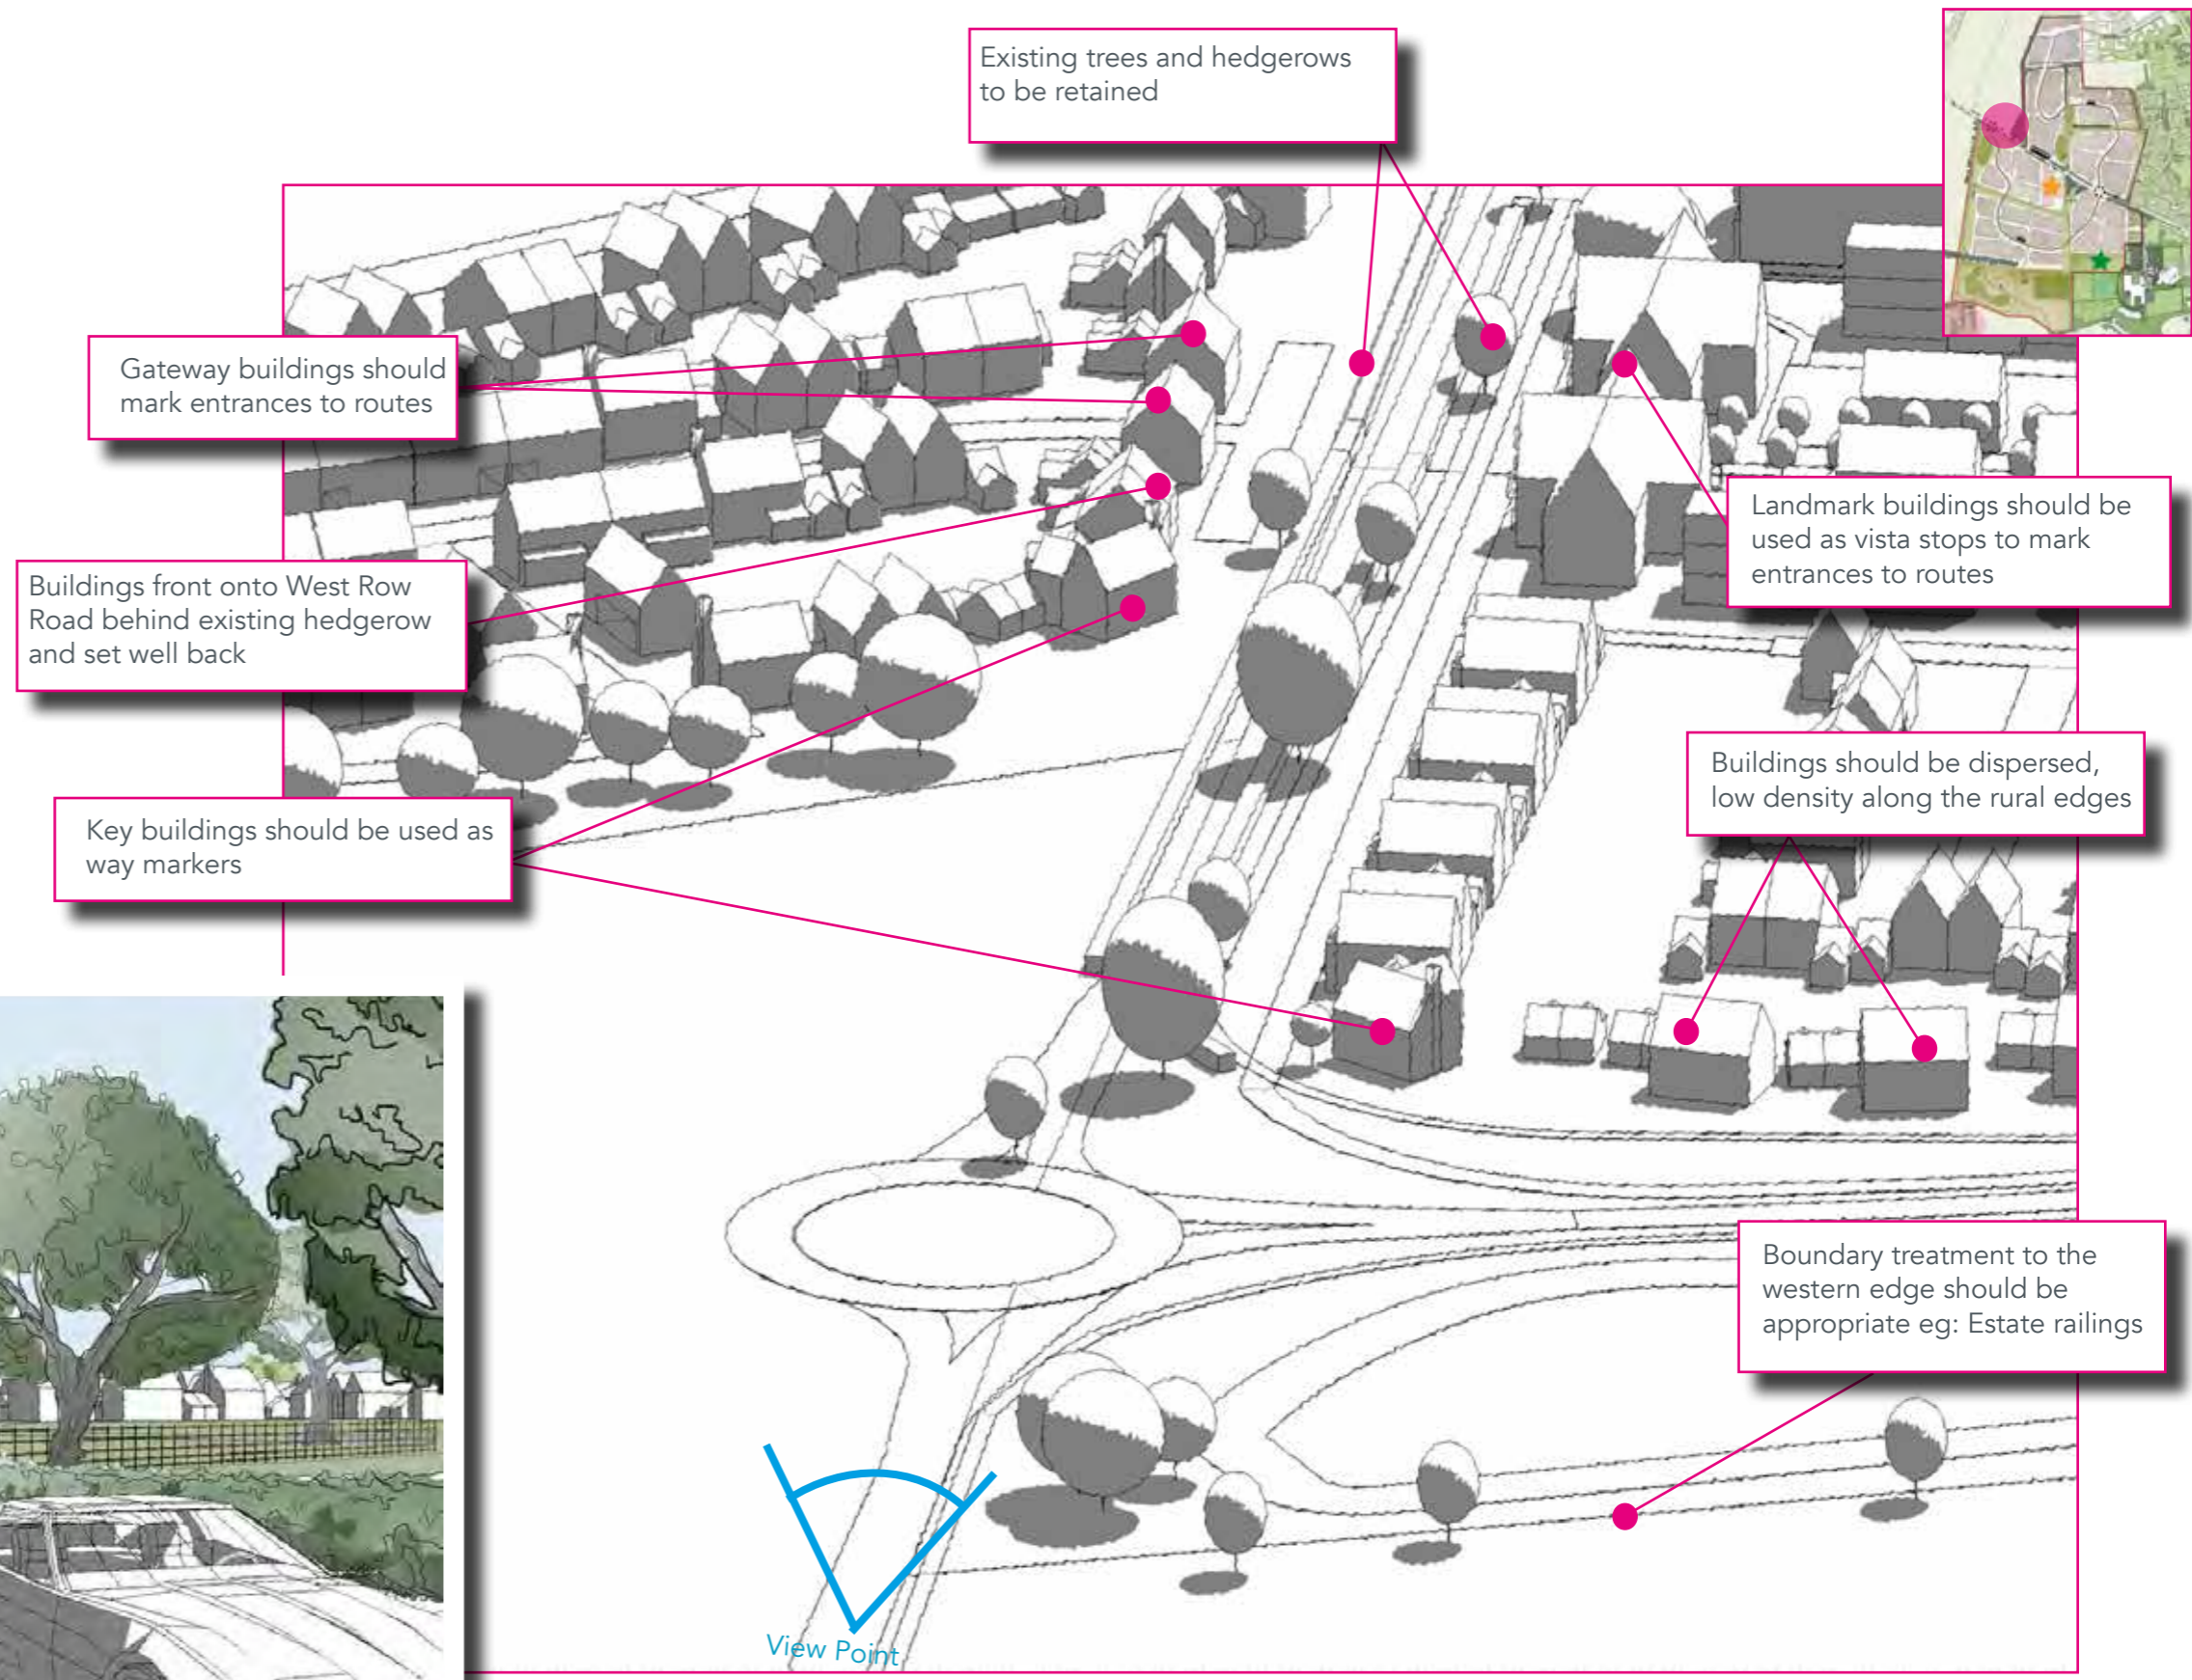 Existing trees and hedgerows
to be retained
Gateway buildings should
mark entrances to routes
Landmark buildings should be
used as vista stops to mark
entrances to routes
Buildings front onto West Row
Road behind existing hedgerow
and set well back
Buildings should be dispersed,
low density along the rural edges
Key buildings should be used as
way markers
Boundary treatment to the
western edge should be
appropriate eg: Estate railings
View Point